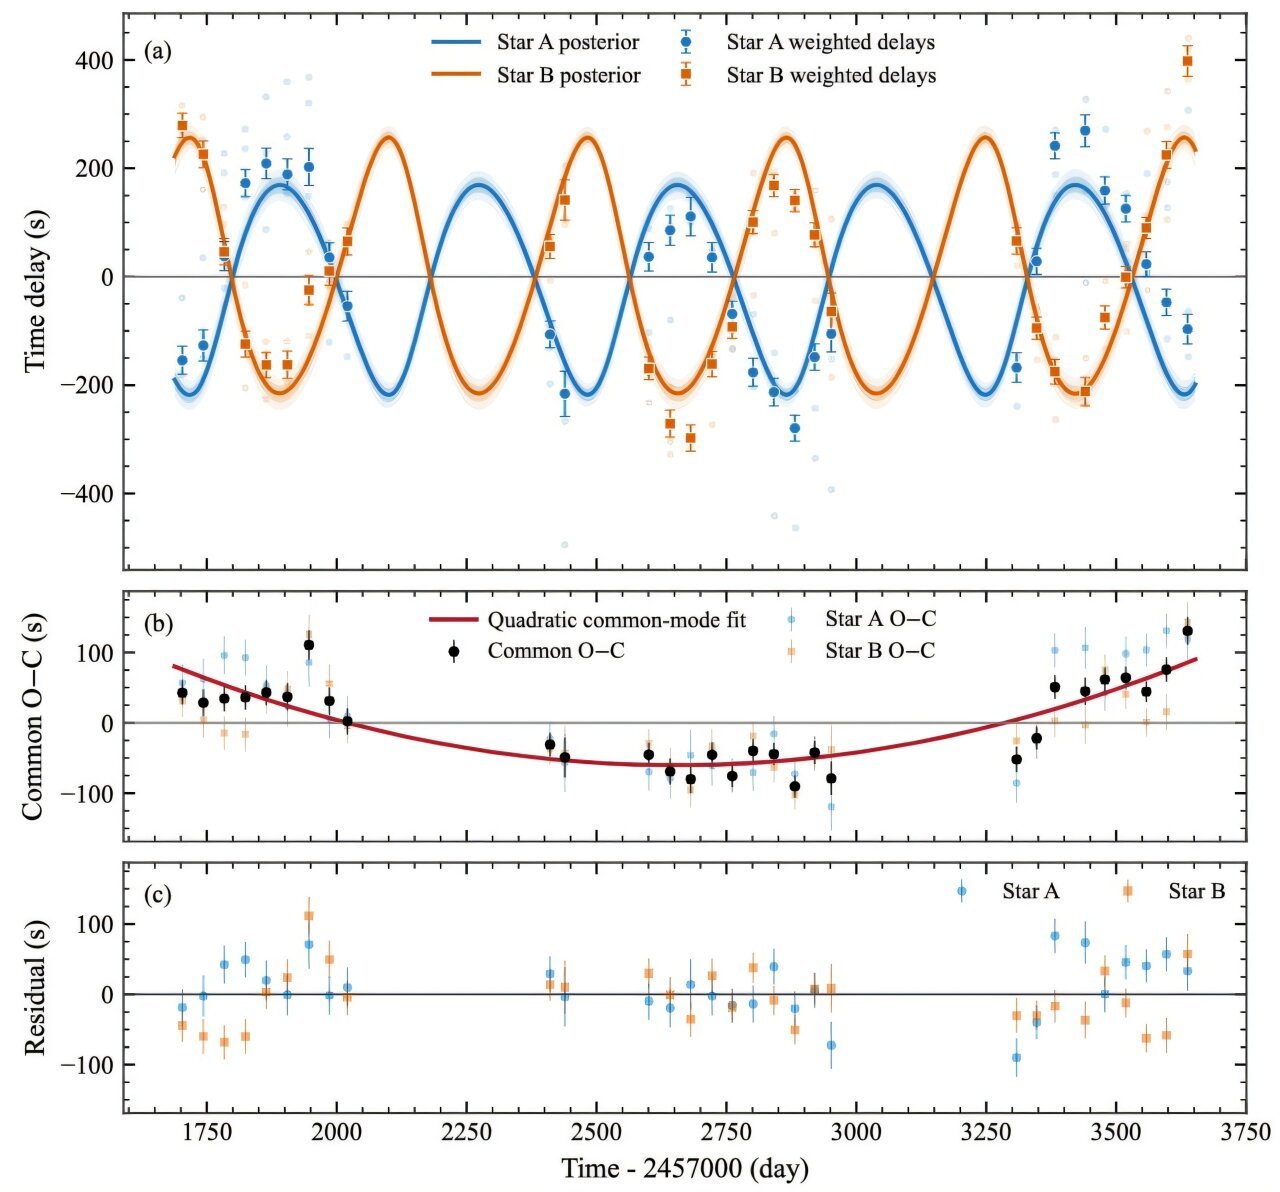 (a)
Star A posterior
Star A weighted delays
Star B posterior
Star B weighted delays
400
200
0
−200
−400
Time delay (s)
(b)
Quadratic common-mode fit
Star A O−C
Common O−C
Star B O−C
100
0
−100
Common O−C (s)
(c)
Star A
Star B
100
0
−100
Residual (s)
1750 2000 2250 2500 2750 3000 3250 3500 3750
Time - 2457000 (day)